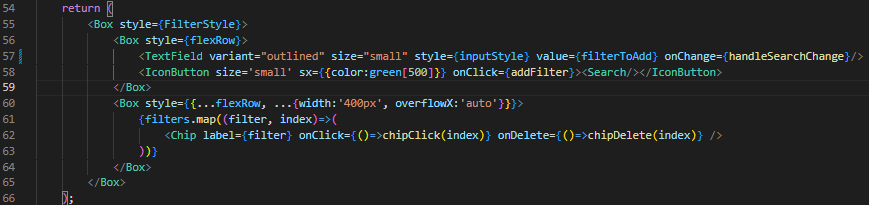 54 return (
55 <Box style={FilterStyle}>
56 <Box style={flexRow}>
57 <TextField variant="outlined" size="small" style={inputStyle} value={filterToAdd} onChange={handleSearchChange}/>
58 <IconButton size='small' sx={{color:green[500]}} onClick={addFilter}><Search/></IconButton>
59 </Box>
60 <Box style={{...flexRow, ...{width:'400px', overflowX:'auto'}}}>
61 {filters.map((filter, index)=>(
62 <Chip label={filter} onClick={()=>chipClick(index)} onDelete={()=>chipDelete(index)} />
63 ))}
64 </Box>
65 </Box>
66 );